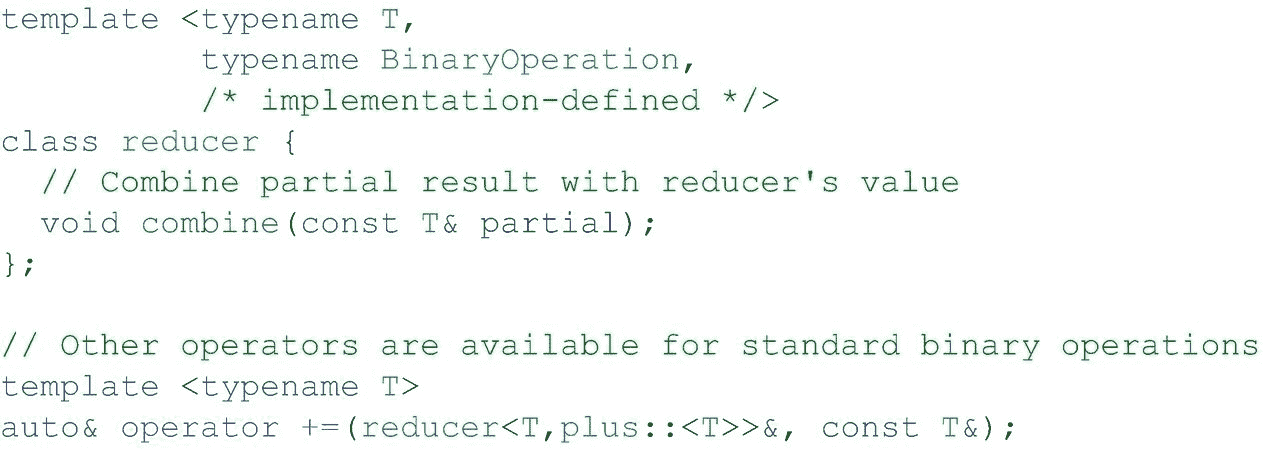 template <typename T,
          typename BinaryOperation,
          /* implementation-defined */>
class reducer {
  // Combine partial result with reducer's value
  void combine(const T& partial);
};

// Other operators are available for standard binary operations
template <typename T>
auto& operator +=(reducer<T,plus::<T>>&, const T&);